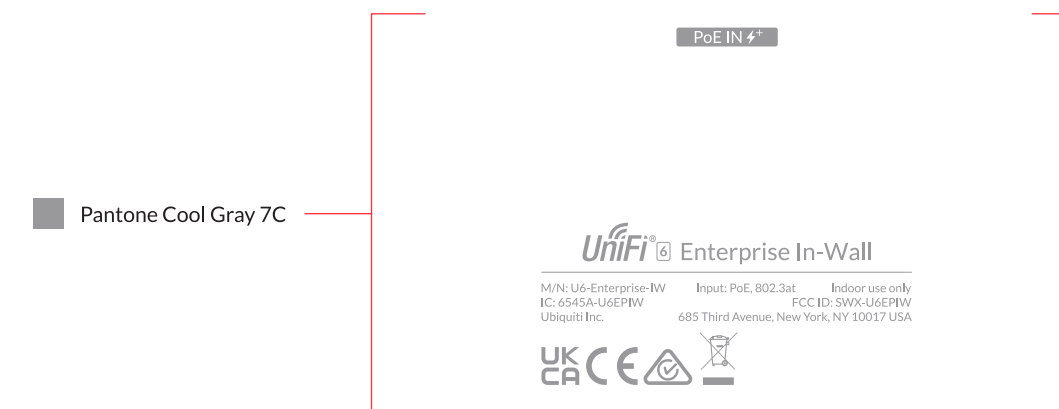 PoE IN +
Pantone Cool Gray 7C
UniFi® 6 Enterprise In-Wall
M/N: U6-Enterprise-IW Input: PoE, 802.3at Indoor use only
IC: 6545A-U6EPIW FCC ID: SWX-U6EPIW
Ubiquiti Inc. 685 Third Avenue, New York, NY 10017 USA
UK
CA CE